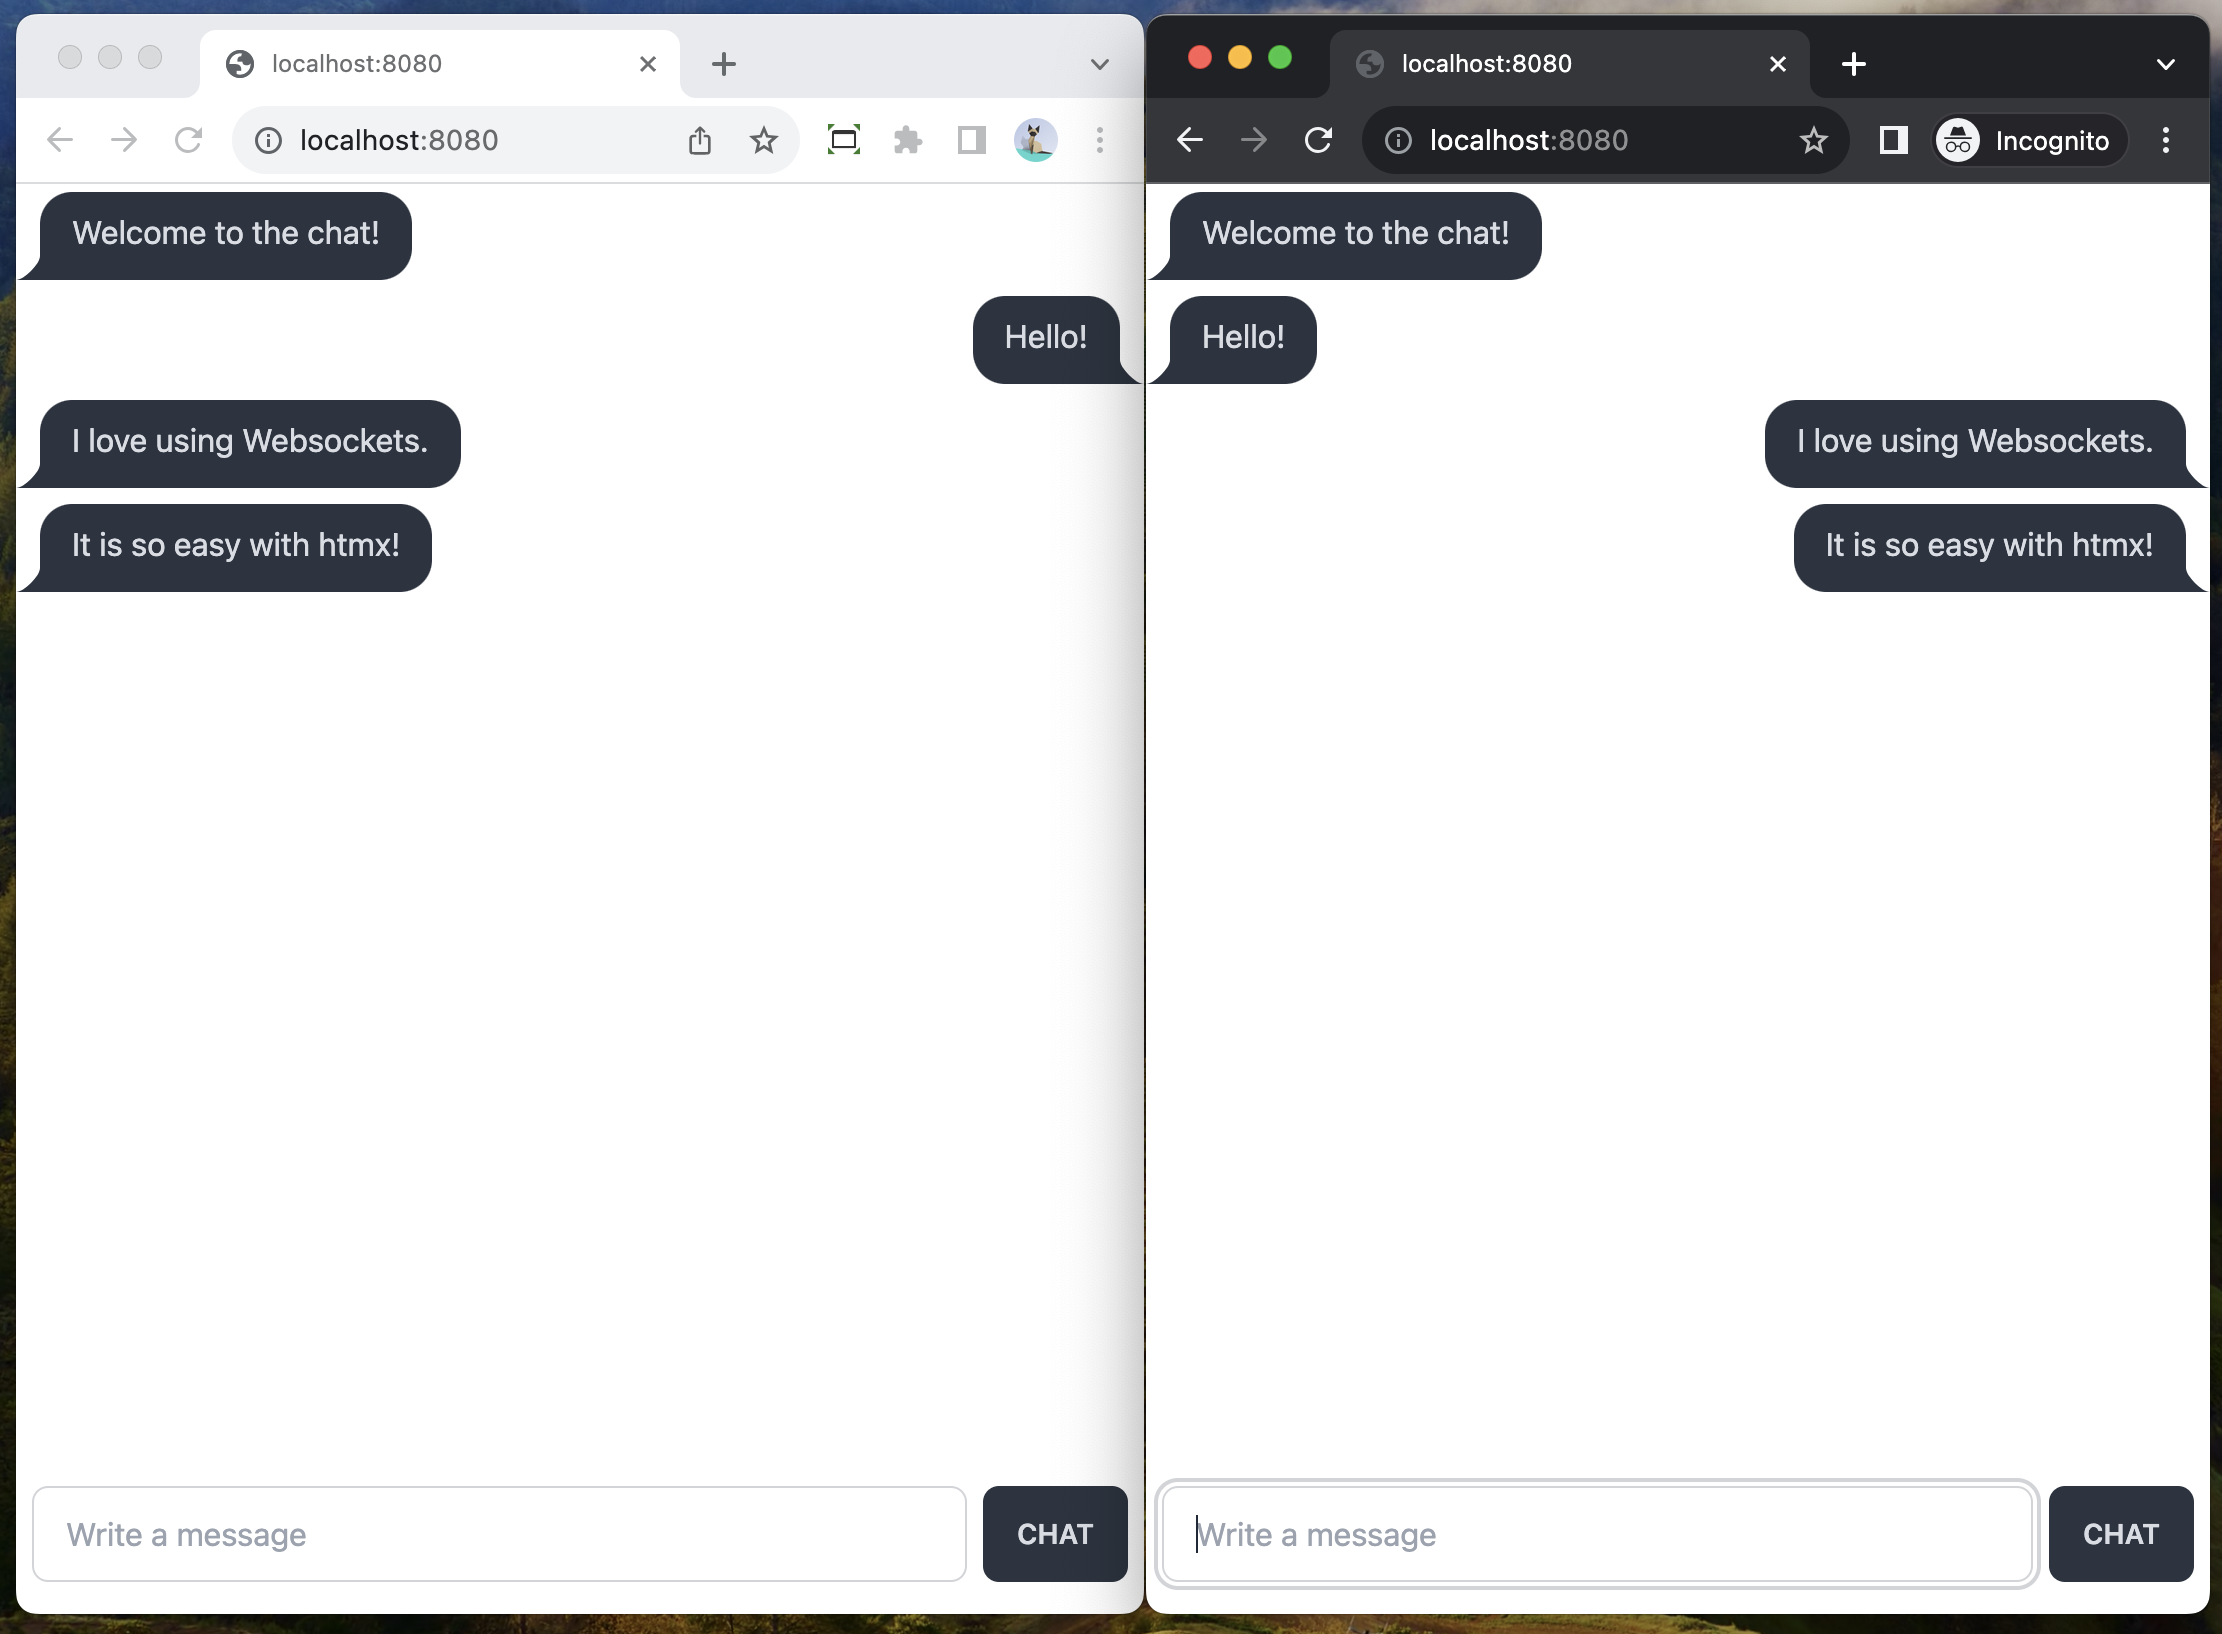 localhost:8080
localhost:8080
Welcome to the chat!
Hello!
I love using Websockets.
It is so easy with htmx!
Write a message
CHAT
localhost:8080
localhost:8080
Incognito
Welcome to the chat!
Hello!
I love using Websockets.
It is so easy with htmx!
Write a message
CHAT